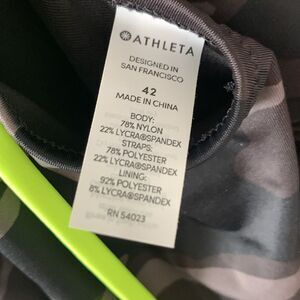 ATHLETA
DESIGNED IN
SAN FRANCISCO
42
MADE IN CHINA
BODY:
78% NYLON
22% LYCRA®SPANDEX
STRAPS:
78% POLYESTER
22% LYCRA®SPANDEX
LINING:
92% POLYESTER
8% LYCRA®SPANDEX
RN 54023